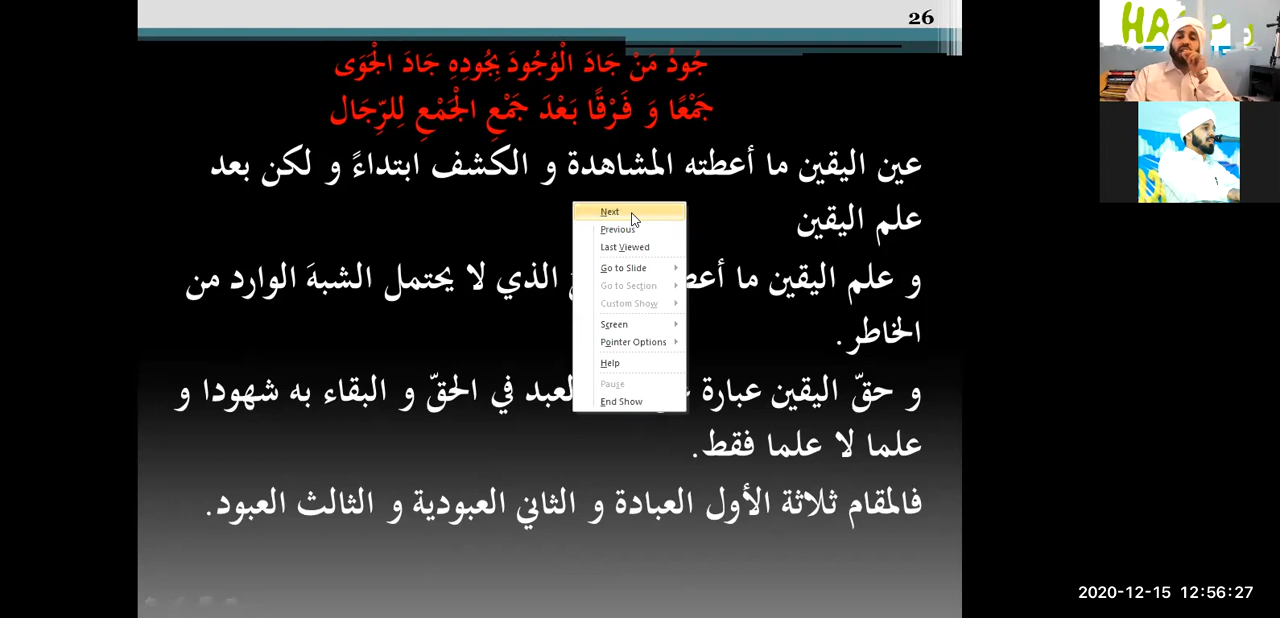 26
جُودُ مَنْ جَادَ الْوُجُودَ بِجُودِهِ جَادَ الْجَوَى
جَمْعًا وَ فَرْقًا بَعْدَ جَمْعِ الْجَمْعِ لِلرِّجَال
عين اليقين ما أعطته المشاهدة و الكشف ابتداءً و لكن بعد
علم اليقين
و علم اليقين ما الذي لا يحتمل الشبهَ الوارد من
الخاطر.
و حقّ اليقين عبارة العبد في الحقّ و البقاء به شهودا و
علما لا علما فقط.
فالمقام ثلاثة الأول العبادة و الثاني العبودية و الثالث العبود.
Next
Previous
Last Viewed
Go to Slide
Go to Section
Custom Show
Screen
Pointer Options
Help
Pause
End Show
2020-12-15 12:56:27